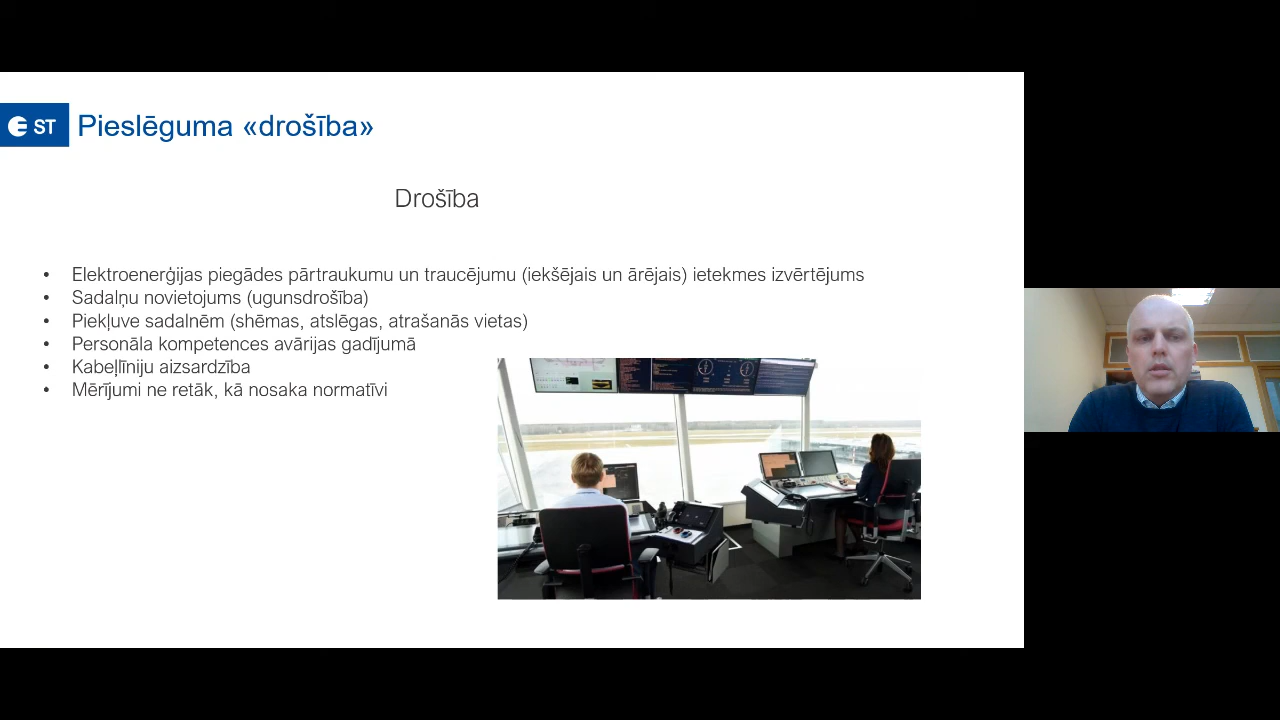 ST
Pieslēguma «drošība»
Drošība
• Elektroenerģijas piegādes pārtraukumu un traucējumu (iekšējais un ārējais) ietekmes izvērtējums
• Sadalņu novietojums (ugunsdrošība)
• Piekļuve sadalnēm (shēmas, atslēgas, atrašanās vietas)
• Personāla kompetences avārijas gadījumā
• Kabeļlīniju aizsardzība
• Mērījumi ne retāk, kā nosaka normatīvi